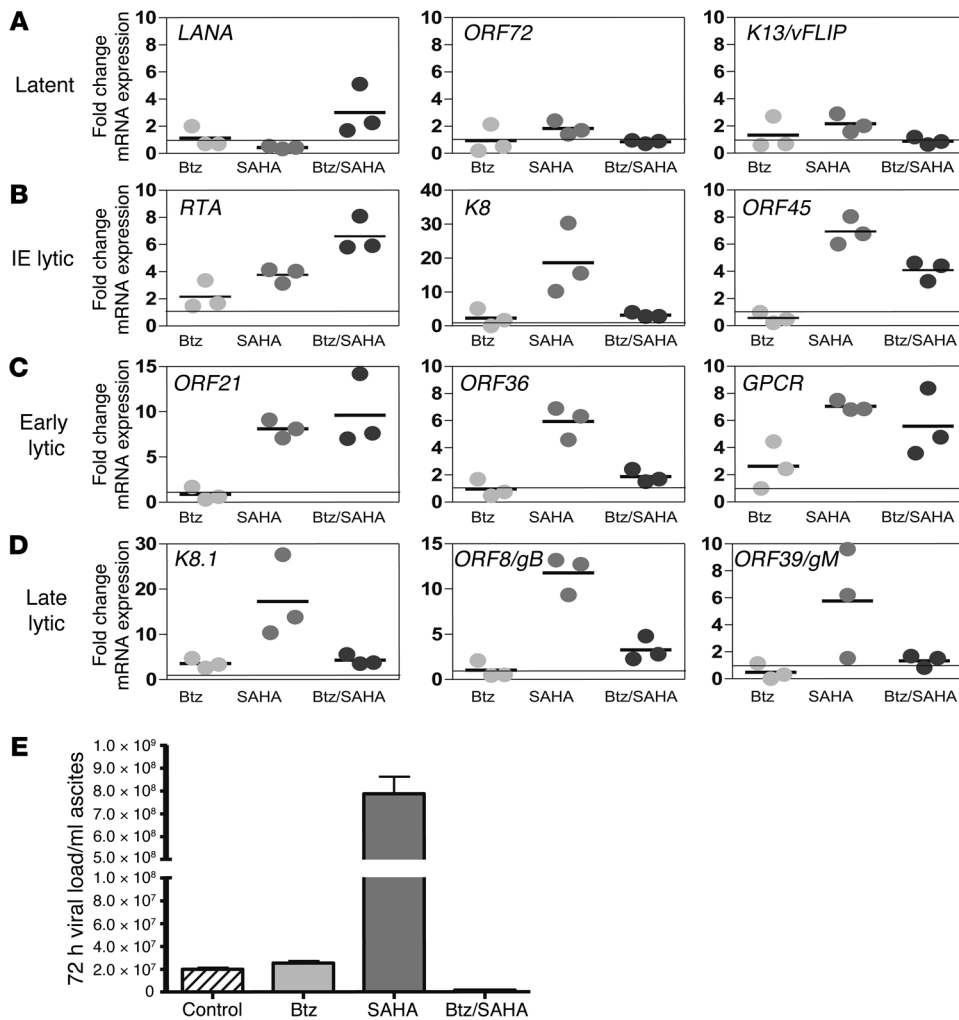 A
Latent
Fold change
mRNA expression
LANA
10
8
6
4
2
0
Btz SAHA Btz/SAHA
ORF72
10
8
6
4
2
0
Btz SAHA Btz/SAHA
K13/vFLIP
10
8
6
4
2
0
Btz SAHA Btz/SAHA
B
IE lytic
Fold change
mRNA expression
RTA
10
8
6
4
2
0
Btz SAHA Btz/SAHA
K8
40
30
20
10
0
Btz SAHA Btz/SAHA
ORF45
10
8
6
4
2
0
Btz SAHA Btz/SAHA
C
Early
lytic
Fold change
mRNA expression
ORF21
15
10
5
0
Btz SAHA Btz/SAHA
ORF36
10
8
6
4
2
0
Btz SAHA Btz/SAHA
GPCR
10
8
6
4
2
0
Btz SAHA Btz/SAHA
D
Late
lytic
Fold change
mRNA expression
K8.1
30
20
10
0
Btz SAHA Btz/SAHA
ORF8/gB
15
10
5
0
Btz SAHA Btz/SAHA
ORF39/gM
10
8
6
4
2
0
Btz SAHA Btz/SAHA
E
72 h viral load/ml ascites
1.0 × 10⁹
9.0 × 10⁸
8.0 × 10⁸
7.0 × 10⁸
6.0 × 10⁸
5.0 × 10⁸
1.0 × 10⁸
8.0 × 10⁷
6.0 × 10⁷
4.0 × 10⁷
2.0 × 10⁷
0
Control Btz SAHA Btz/SAHA